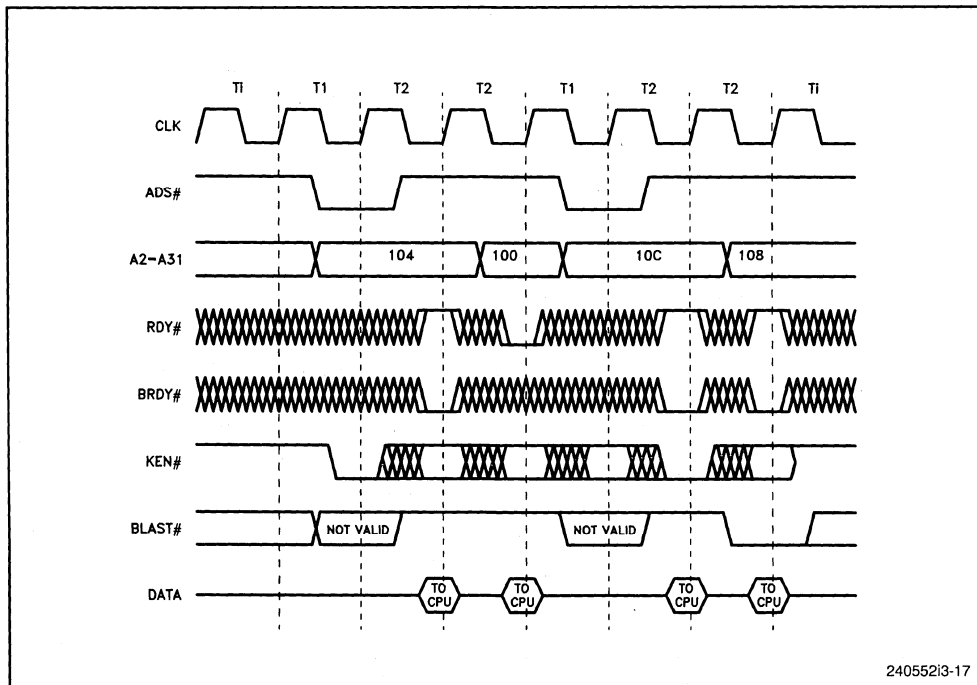 Ti T1 T2 T2 T1 T2 T2 Ti
CLK
ADS#
A2–A31 104 100 10C 108
RDY#
BRDY#
KEN#
BLAST# NOT VALID NOT VALID
DATA TO CPU TO CPU TO CPU TO CPU
240552i3-17